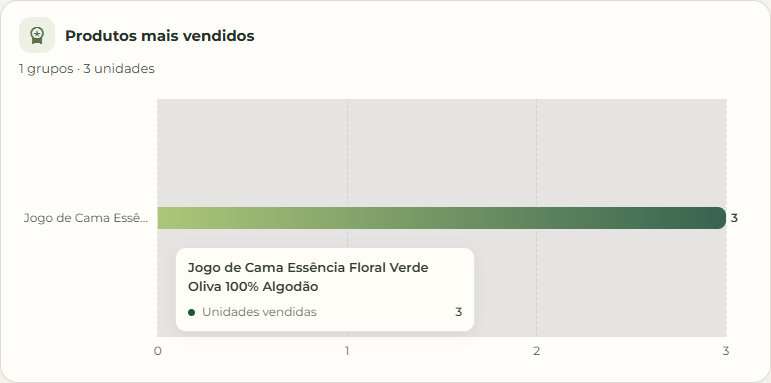 Produtos mais vendidos
1 grupos · 3 unidades
Jogo de Cama Essê...
3
Jogo de Cama Essência Floral Verde
Oliva 100% Algodão
Unidades vendidas 3
0 1 2 3